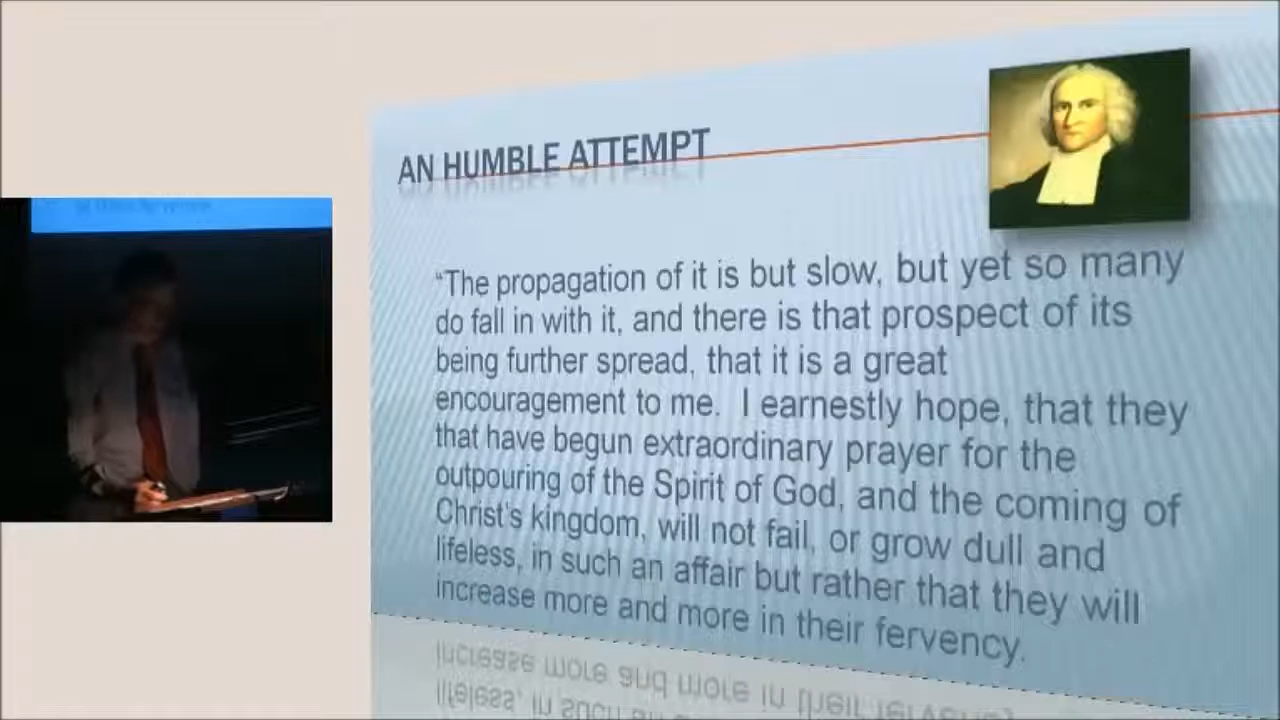 AN HUMBLE ATTEMPT
“The propagation of it is but slow, but yet so many
do fall in with it, and there is that prospect of its
being further spread, that it is a great
encouragement to me.  I earnestly hope, that they
that have begun extraordinary prayer for the
outpouring of the Spirit of God, and the coming of
Christ's kingdom, will not fail, or grow dull and
lifeless, in such an affair but rather that they will
increase more and more in their fervency.